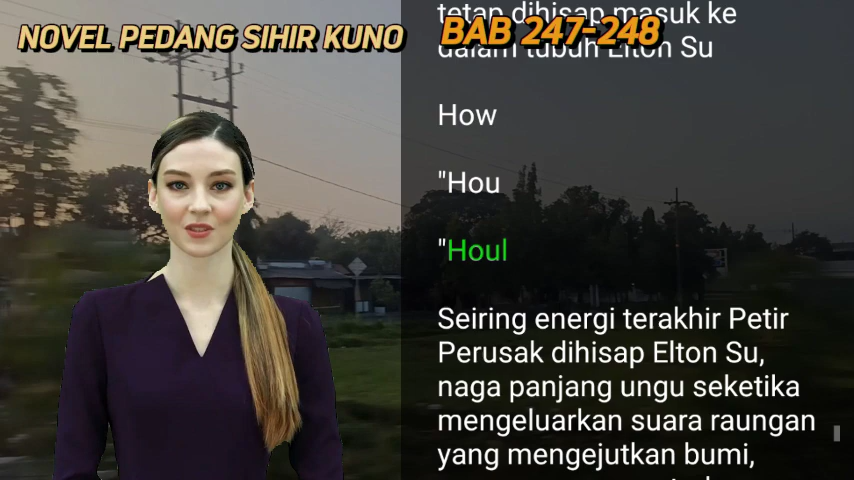 NOVEL PEDANG SIHIR KUNO
BAB 247-248
tetap dihisap masuk ke
dalam tubuh Elton Su
How
"Hou
"Houl
Seiring energi terakhir Petir
Perusak dihisap Elton Su,
naga panjang ungu seketika
mengeluarkan suara raungan
yang mengejutkan bumi,